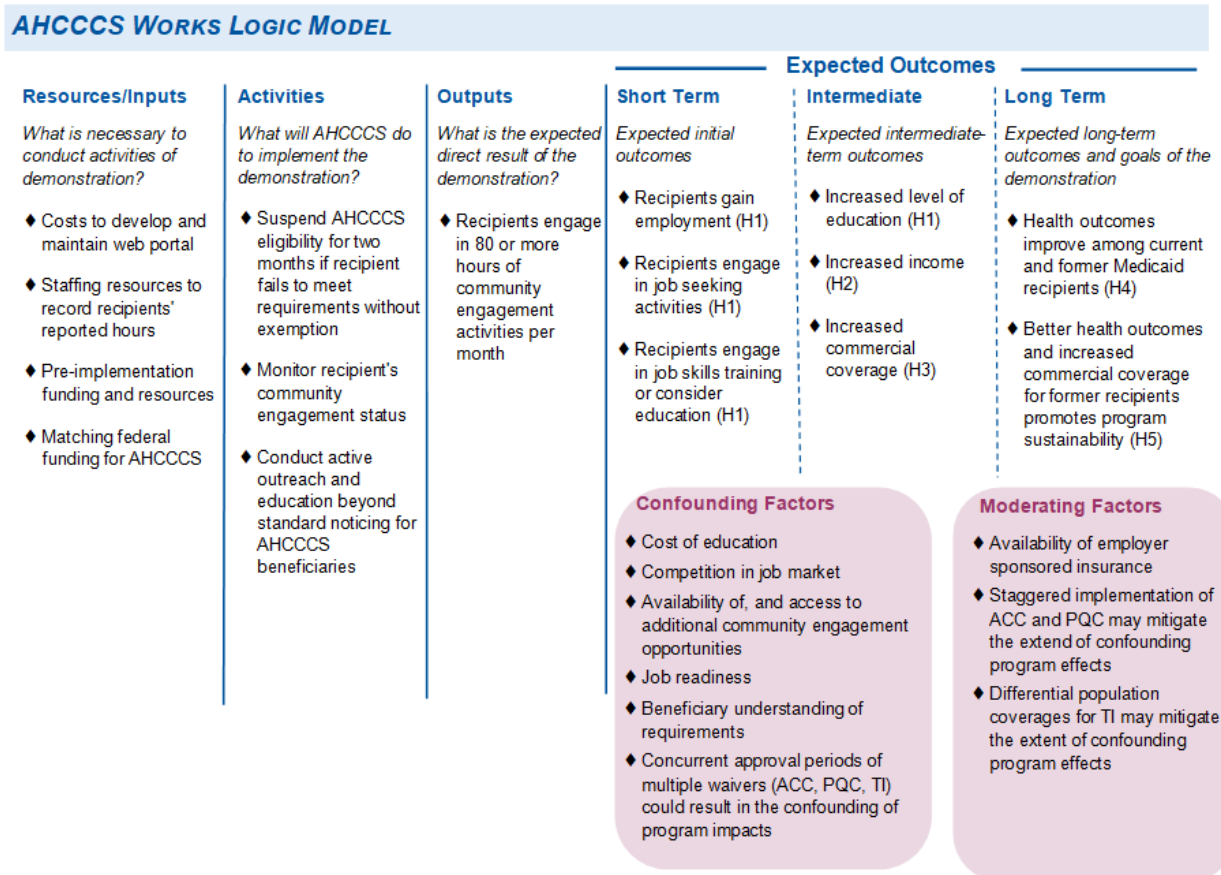 AHCCCS WORKS LOGIC MODEL
Expected Outcomes
Resources/Inputs
What is necessary to
conduct activities of
demonstration?
♦ Costs to develop and
maintain web portal
♦ Staffing resources to
record recipients'
reported hours
♦ Pre-implementation
funding and resources
♦ Matching federal
funding for AHCCCS
Activities
What will AHCCCS do
to implement the
demonstration?
♦ Suspend AHCCCS
eligibility for two
months if recipient
fails to meet
requirements without
exemption
♦ Monitor recipient's
community
engagement status
♦ Conduct active
outreach and
education beyond
standard noticing for
AHCCCS
beneficiaries
Outputs
What is the expected
direct result of the
demonstration?
♦ Recipients engage
in 80 or more
hours of
community
engagement
activities per
month
Short Term
Expected initial
outcomes
♦ Recipients gain
employment (H1)
♦ Recipients engage
in job seeking
activities (H1)
♦ Recipients engage
in job skills training
or consider
education (H1)
Intermediate
Expected intermediate-
term outcomes
♦ Increased level of
education (H1)
♦ Increased income
(H2)
♦ Increased
commercial
coverage (H3)
Long Term
Expected long-term
outcomes and goals of the
demonstration
♦ Health outcomes
improve among current
and former Medicaid
recipients (H4)
♦ Better health outcomes
and increased
commercial coverage
for former recipients
promotes program
sustainability (H5)
Confounding Factors
♦ Cost of education
♦ Competition in job market
♦ Availability of, and access to
additional community engagement
opportunities
♦ Job readiness
♦ Beneficiary understanding of
requirements
♦ Concurrent approval periods of
multiple waivers (ACC, PQC, TI)
could result in the confounding of
program impacts
Moderating Factors
♦ Availability of employer
sponsored insurance
♦ Staggered implementation of
ACC and PQC may mitigate
the extend of confounding
program effects
♦ Differential population
coverages for TI may mitigate
the extent of confounding
program effects